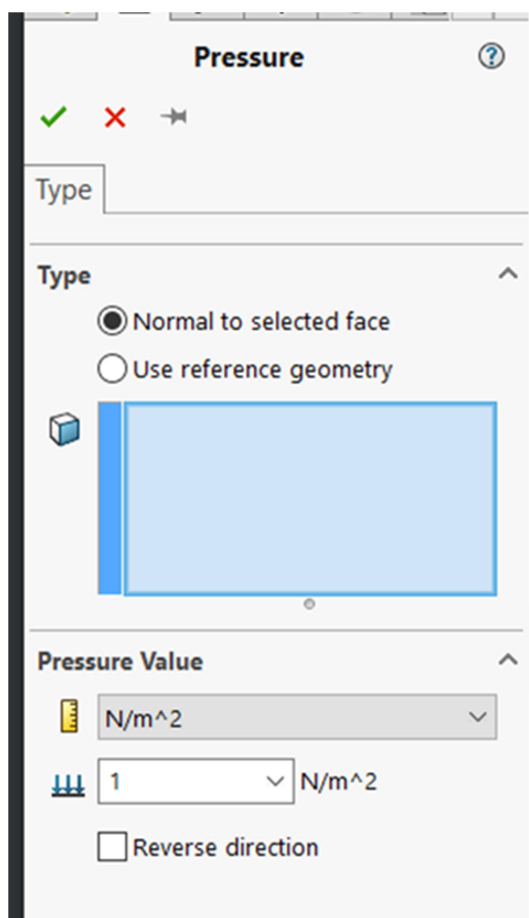 Pressure
Type
Type
Normal to selected face
Use reference geometry
Pressure Value
N/m^2
1 N/m^2
Reverse direction